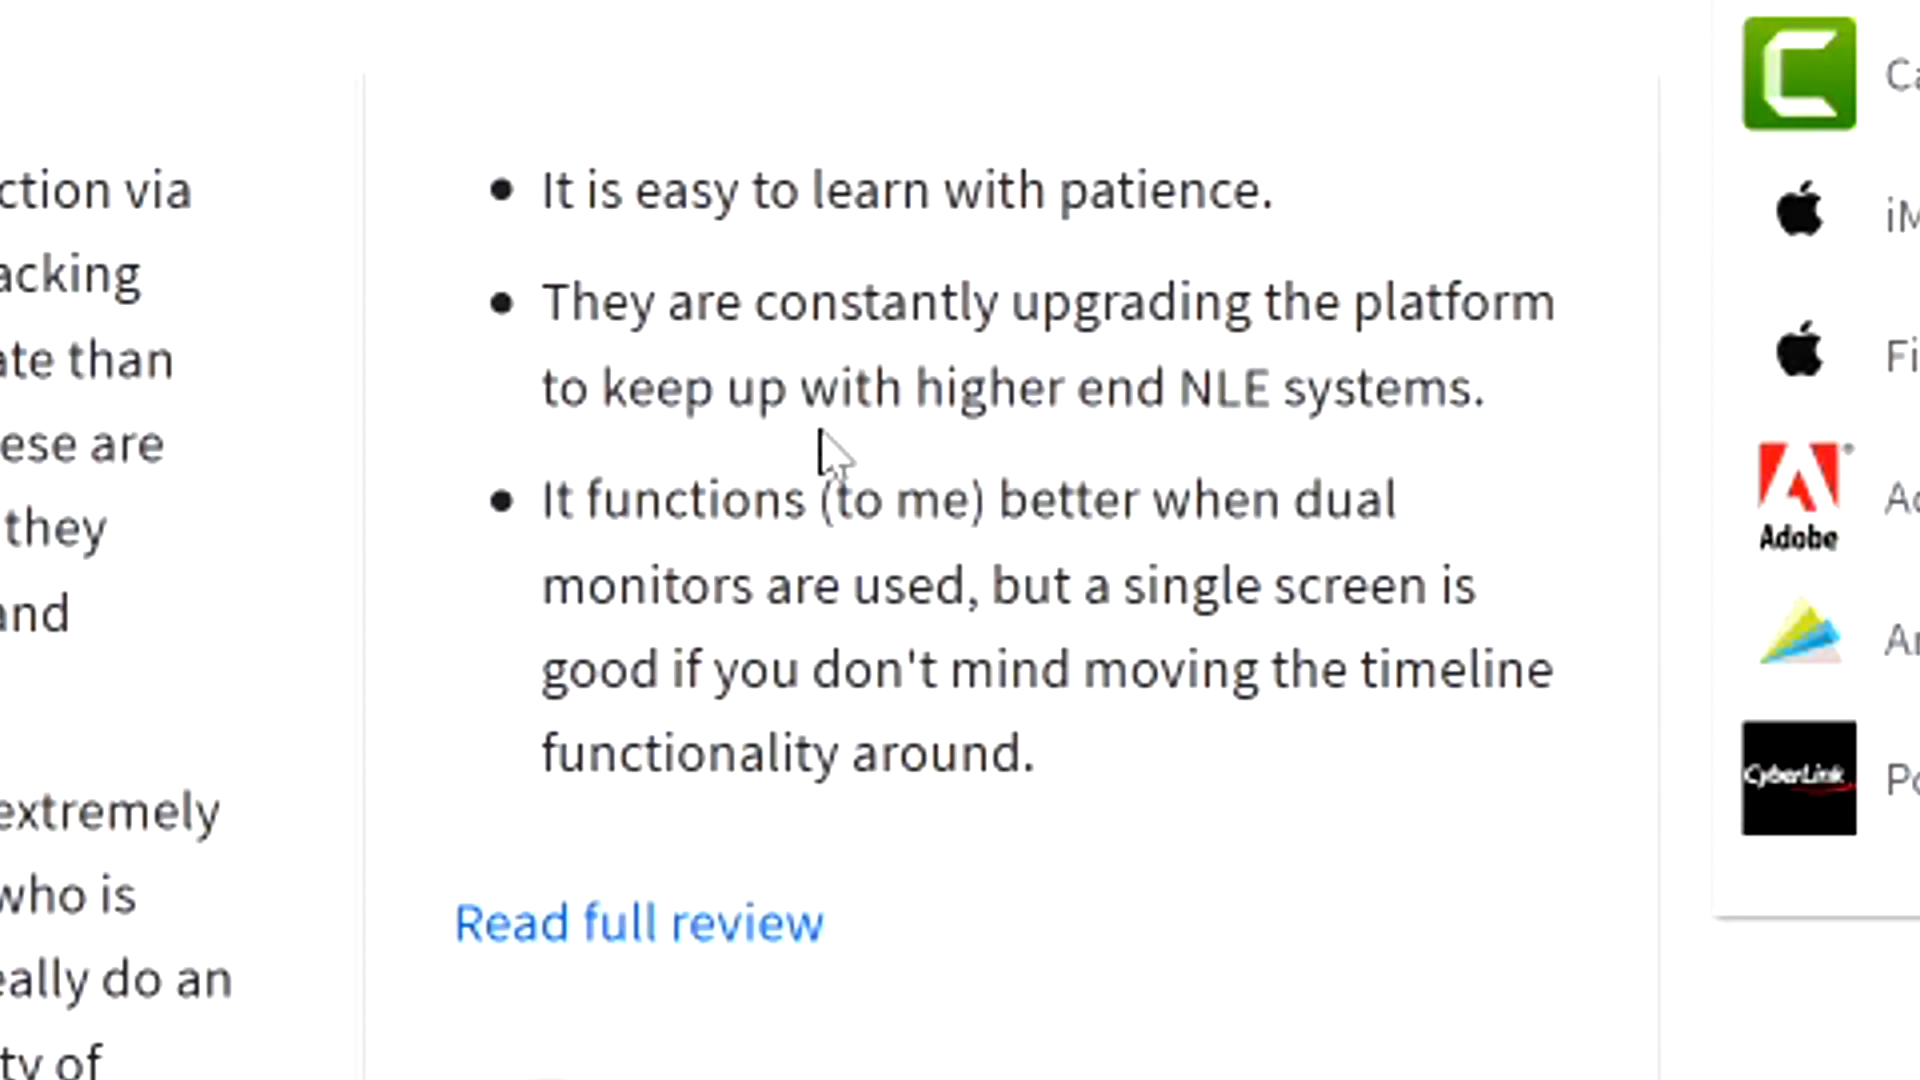 ction via
acking
ate than
ese are
they
and
extremely
who is
eally do an
ty of
It is easy to learn with patience.
They are constantly upgrading the platform
to keep up with higher end NLE systems.
It functions (to me) better when dual
monitors are used, but a single screen is
good if you don't mind moving the timeline
functionality around.
Read full review
Ca
iM
Fi
Adobe
Ad
An
CyberLink
Po